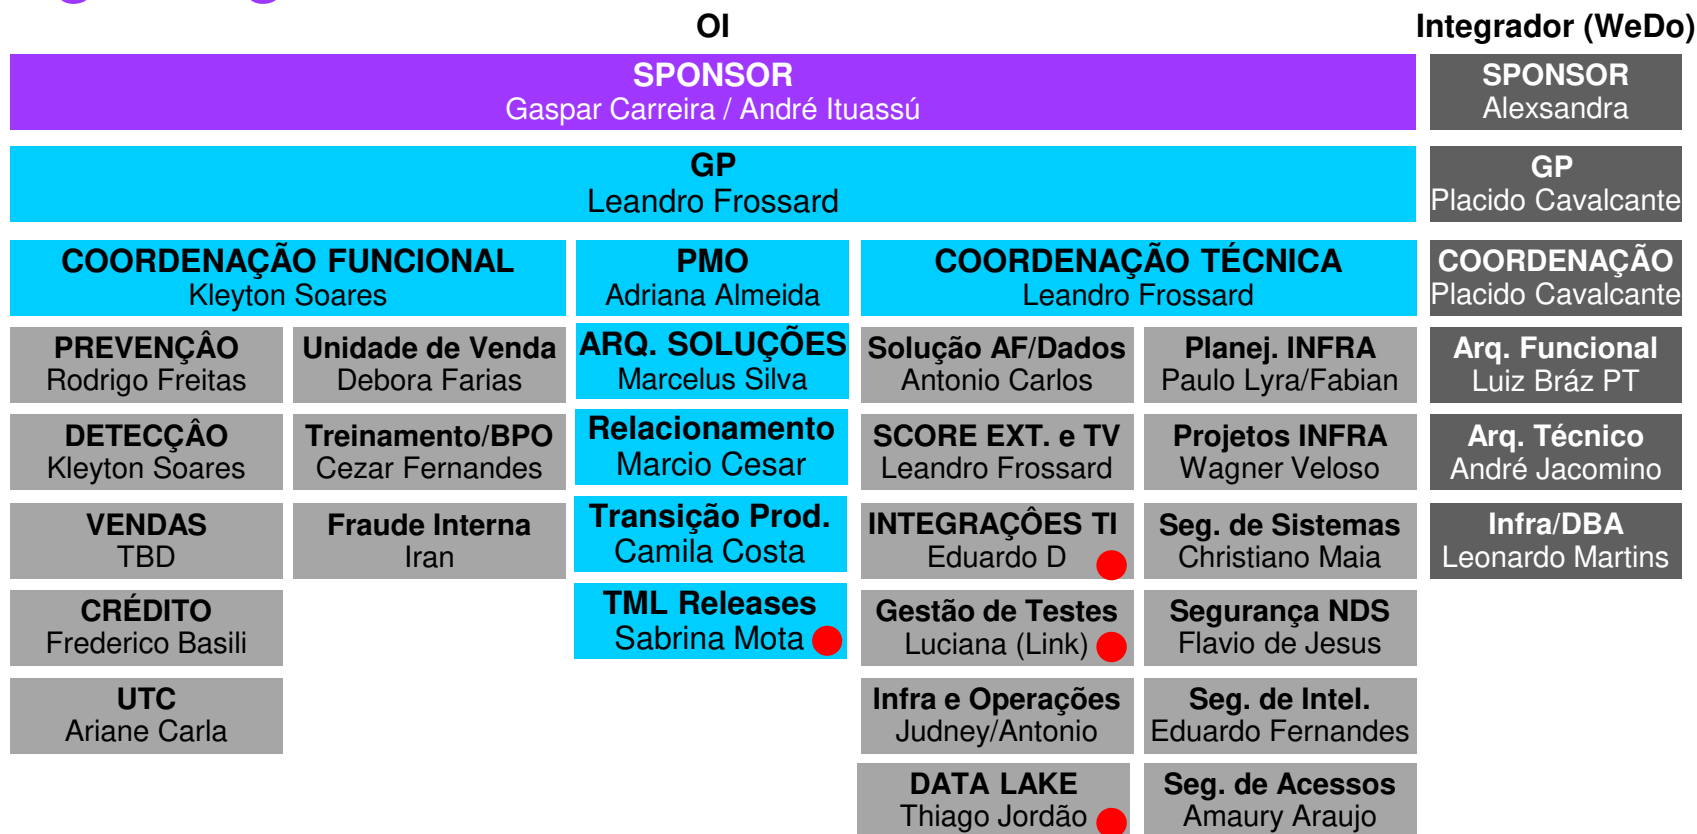 OI
Integrador (WeDo)
SPONSOR
Gaspar Carreira / André Ituassú
SPONSOR
Alexsandra
GP
Leandro Frossard
GP
Placido Cavalcante
COORDENAÇÃO FUNCIONAL
Kleyton Soares
PMO
Adriana Almeida
COORDENAÇÃO TÉCNICA
Leandro Frossard
COORDENAÇÃO
Placido Cavalcante
PREVENÇÂO
Rodrigo Freitas
Unidade de Venda
Debora Farias
ARQ. SOLUÇÕES
Marcelus Silva
Solução AF/Dados
Antonio Carlos
Planej. INFRA
Paulo Lyra/Fabian
Arq. Funcional
Luiz Bráz PT
DETECÇÂO
Kleyton Soares
Treinamento/BPO
Cezar Fernandes
Relacionamento
Marcio Cesar
SCORE EXT. e TV
Leandro Frossard
Projetos INFRA
Wagner Veloso
Arq. Técnico
André Jacomino
VENDAS
TBD
Fraude Interna
Iran
Transição Prod.
Camila Costa
INTEGRAÇÔES TI
Eduardo D
Seg. de Sistemas
Christiano Maia
Infra/DBA
Leonardo Martins
CRÉDITO
Frederico Basili
TML Releases
Sabrina Mota
Gestão de Testes
Luciana (Link)
Segurança NDS
Flavio de Jesus
UTC
Ariane Carla
Infra e Operações
Judney/Antonio
Seg. de Intel.
Eduardo Fernandes
DATA LAKE
Thiago Jordão
Seg. de Acessos
Amaury Araujo